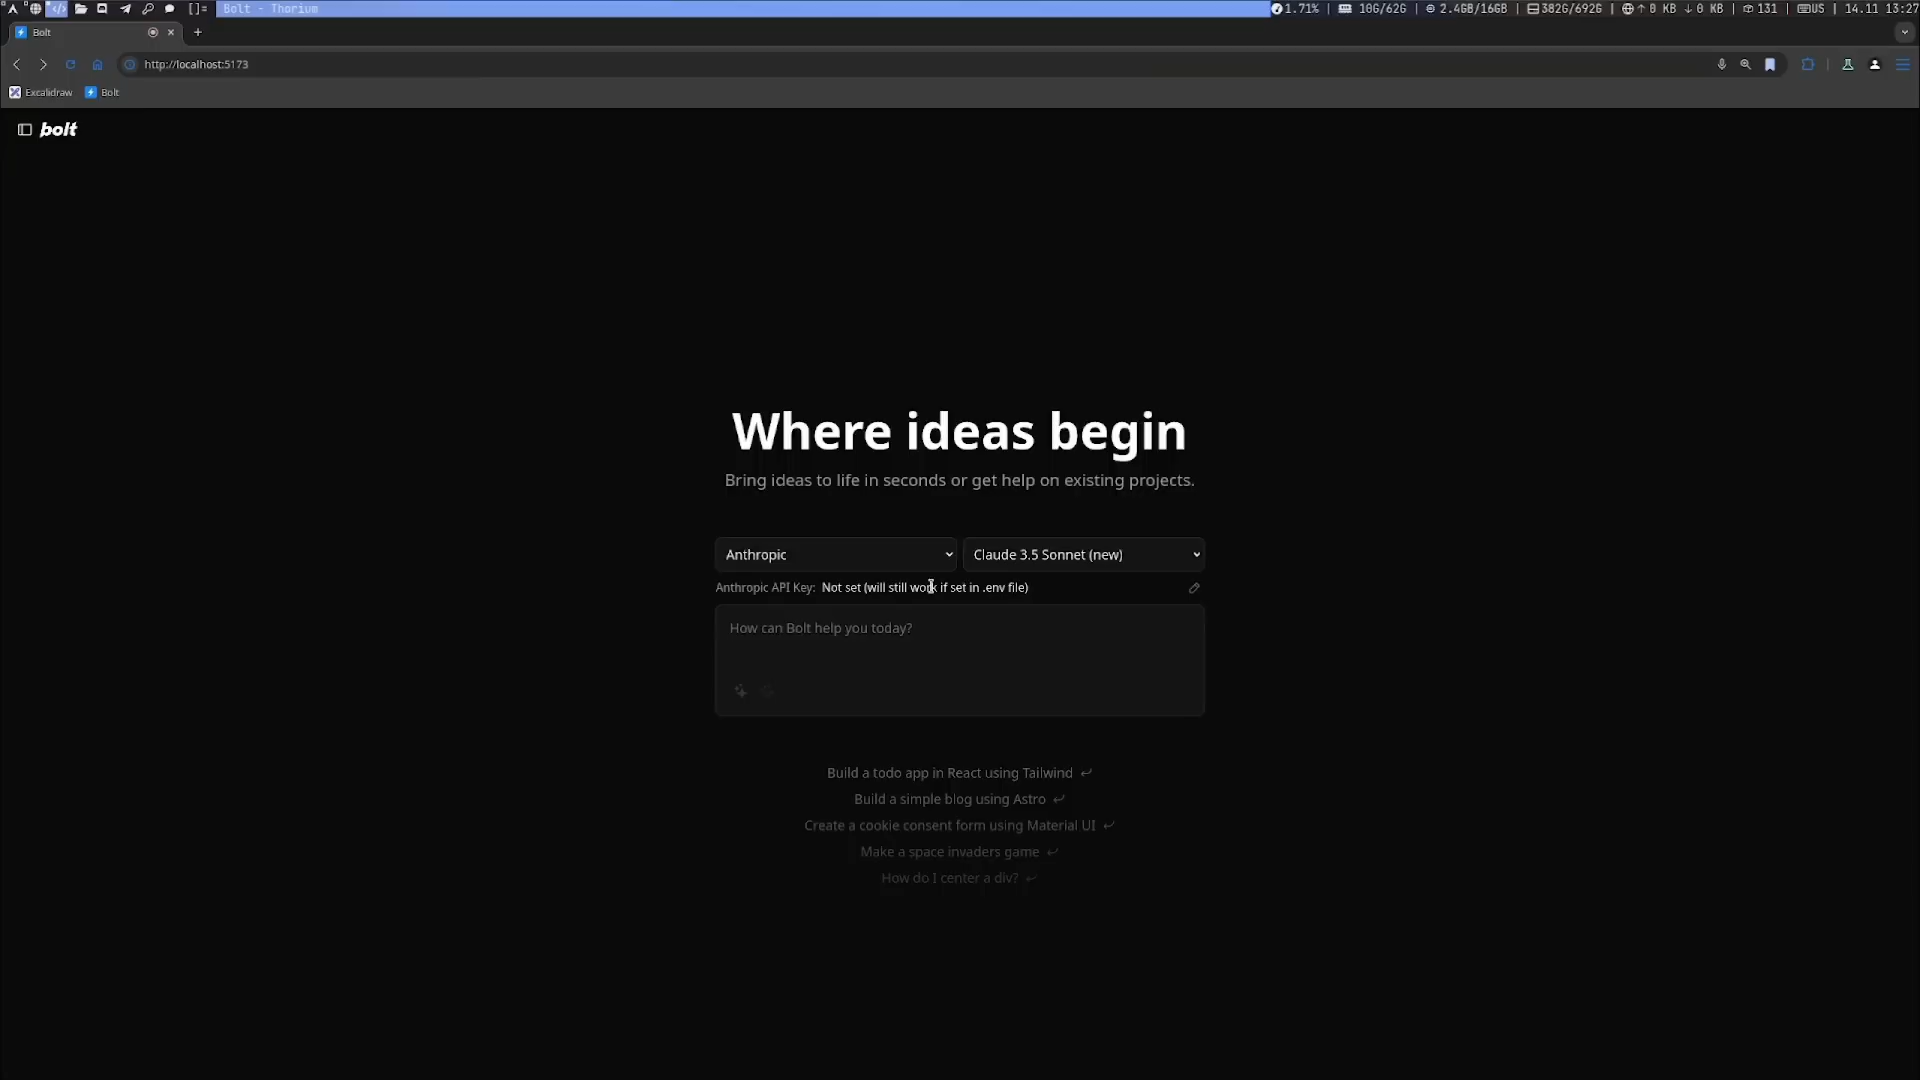 Bolt - Thorium
1.71% | 10G/62G | 2.4GB/16GB | 382G/692G | ↑ 0 KB ↓ 0 KB | 131 | US | 14.11 13:27
Bolt
http://localhost:5173
Excalidraw Bolt
bolt
Where ideas begin
Bring ideas to life in seconds or get help on existing projects.
Anthropic Claude 3.5 Sonnet (new)
Anthropic API Key: Not set (will still work if set in .env file)
How can Bolt help you today?
Build a todo app in React using Tailwind
Build a simple blog using Astro
Create a cookie consent form using Material UI
Make a space invaders game
How do I center a div?